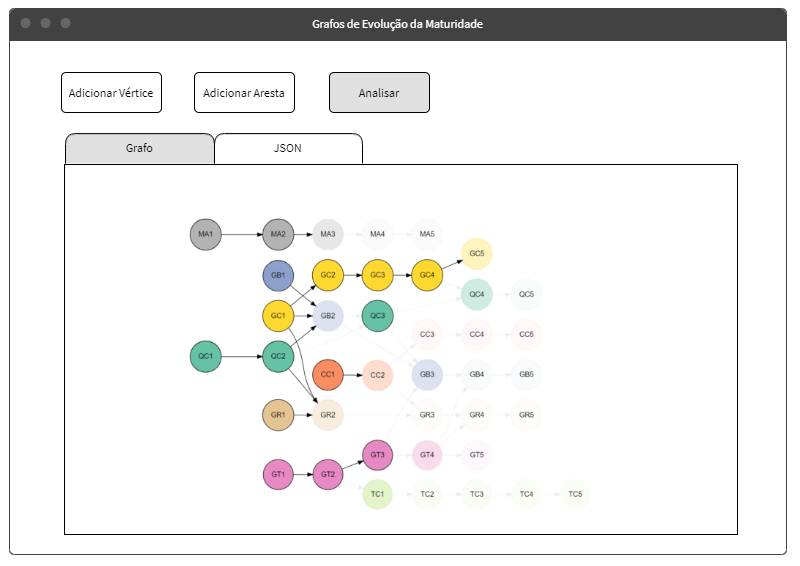 Grafos de Evolução da Maturidade
Adicionar Vértice Adicionar Aresta Analisar
Grafo JSON
MA1 MA2 MA3 MA4 MA5
GC5
GB1 GC2 GC3 GC4
QC4 QC5
GC1 GB2 QC3
CC3 CC4 CC5
QC1 QC2
CC1 CC2 GB3 GB4 GB5
GR1 GR2 GR3 GR4 GR5
GT3 GT4 GT5
GT1 GT2
TC1 TC2 TC3 TC4 TC5